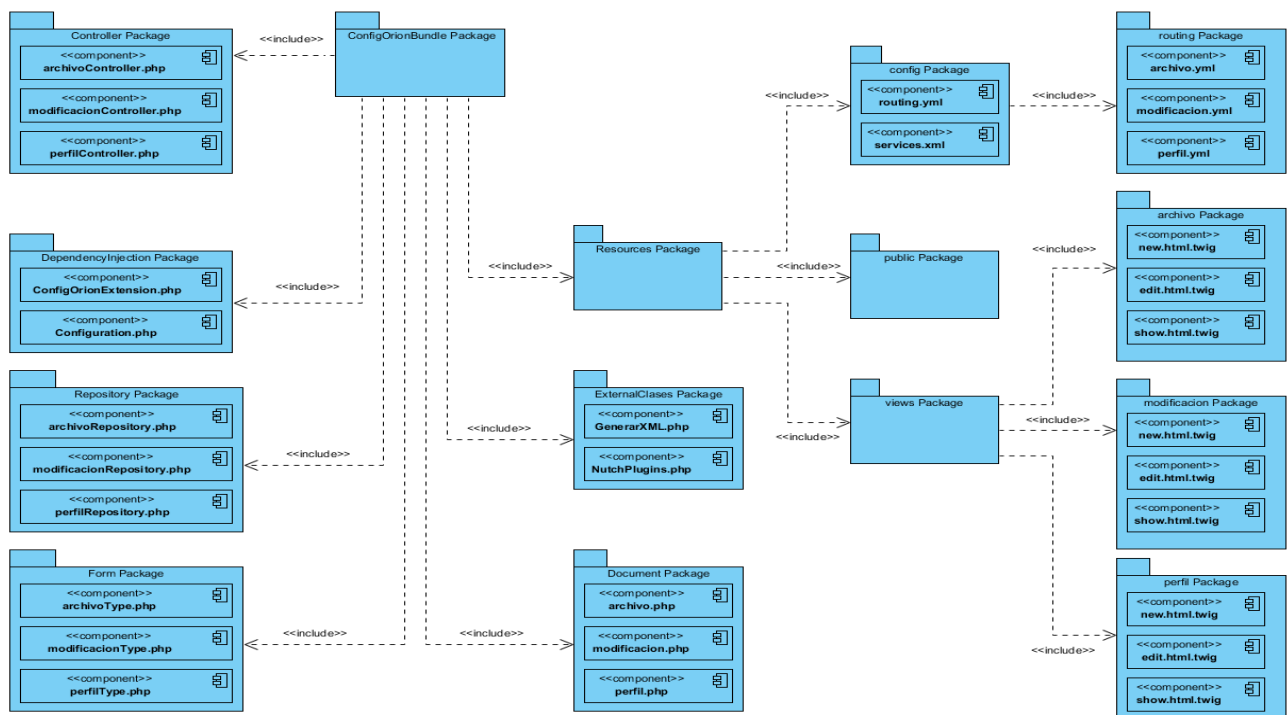 Controller Package
<<component>>
archivoController.php
<<component>>
modificacionController.php
<<component>>
perfilController.php
<<include>>
ConfigOrionBundle Package
DependencyInjection Package
<<component>>
ConfigOrionExtension.php
<<component>>
Configuration.php
<<include>>
Repository Package
<<component>>
archivoRepository.php
<<component>>
modificacionRepository.php
<<component>>
perfilRepository.php
<<include>>
Form Package
<<component>>
archivoType.php
<<component>>
modificacionType.php
<<component>>
perfilType.php
<<include>>
<<include>>
Resources Package
<<include>>
ExternalClases Package
<<component>>
GenerarXML.php
<<component>>
NutchPlugins.php
<<include>>
Document Package
<<component>>
archivo.php
<<component>>
modificacion.php
<<component>>
perfil.php
<<include>>
config Package
<<component>>
routing.yml
<<component>>
services.xml
<<include>>
public Package
<<include>>
views Package
<<include>>
routing Package
<<component>>
archivo.yml
<<component>>
modificacion.yml
<<component>>
perfil.yml
<<include>>
archivo Package
<<component>>
new.html.twig
<<component>>
edit.html.twig
<<component>>
show.html.twig
<<include>>
modificacion Package
<<component>>
new.html.twig
<<component>>
edit.html.twig
<<component>>
show.html.twig
<<include>>
perfil Package
<<component>>
new.html.twig
<<component>>
edit.html.twig
<<component>>
show.html.twig